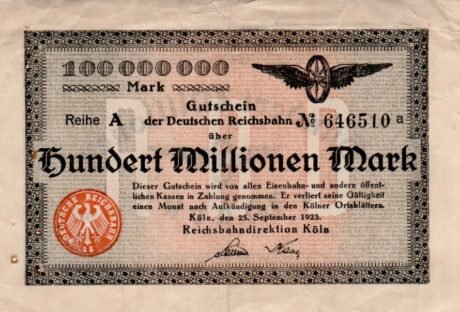 100 000 000
Mark
Gutschein
Reihe A der Deutschen Reichsbahn № 646510 a
über
Hundert Millionen Mark
Dieser Gutschein wird von allen Eisenbahn- und andern öffent-
lichen Kassen in Zahlung genommen. Er verliert seine Gültigkeit
einen Monat nach Aufkündigung in den Kölner Ortsblättern.
Köln, den 25. September 1923.
Reichsbahndirektion Köln
DEUTSCHE REICHSBAHN